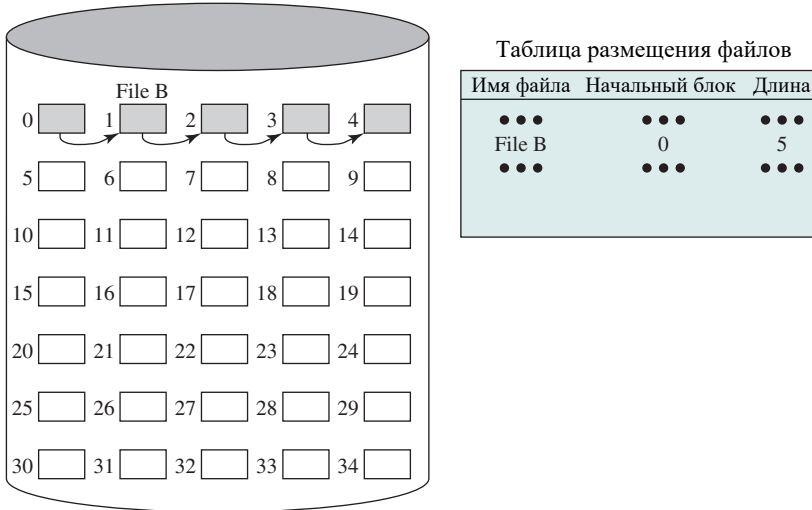 Таблица размещения файлов
Имя файла Начальный блок Длина
File B 0 5
File B
0 1 2 3 4
5 6 7 8 9
10 11 12 13 14
15 16 17 18 19
20 21 22 23 24
25 26 27 28 29
30 31 32 33 34